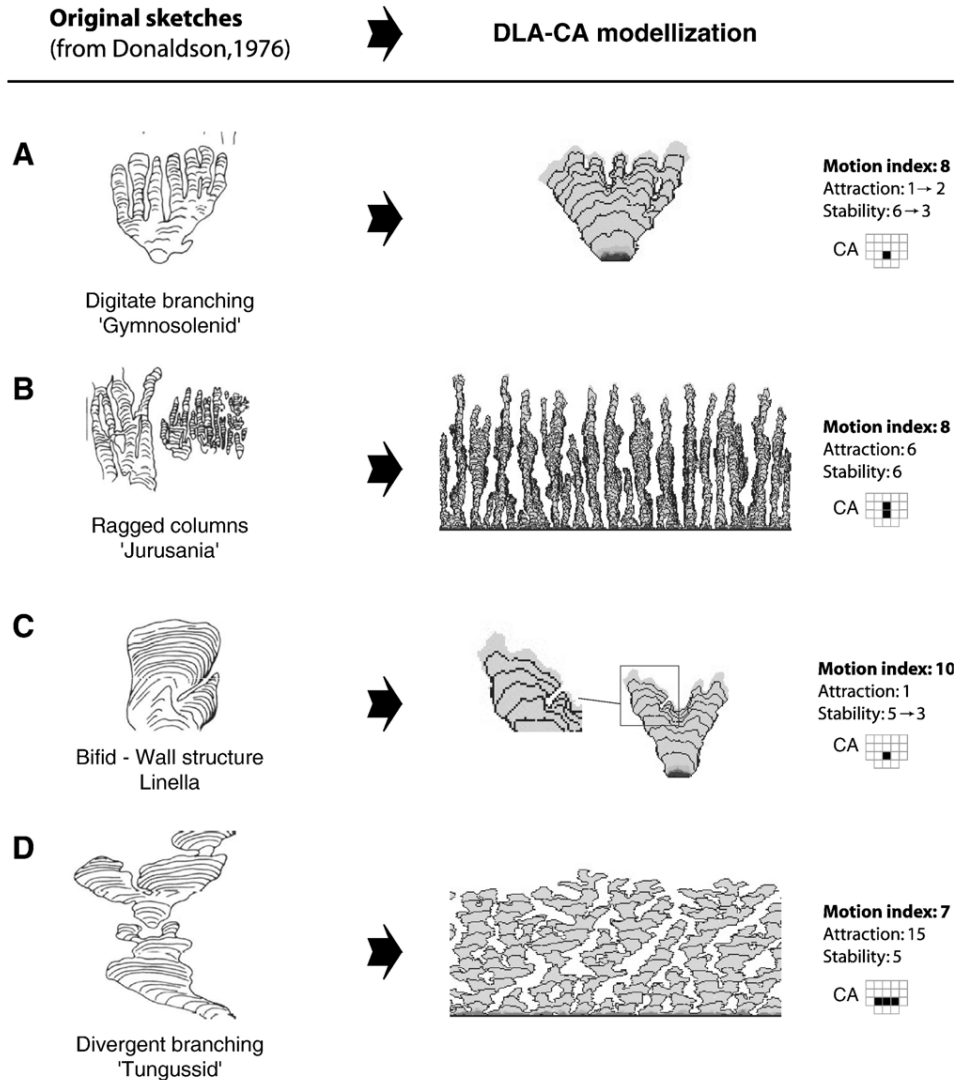 Original sketches
(from Donaldson,1976)
DLA-CA modellization
A
Digitate branching
'Gymnosolenid'
Motion index: 8
Attraction: 1→ 2
Stability: 6→ 3
CA
B
Ragged columns
'Jurusania'
Motion index: 8
Attraction: 6
Stability: 6
CA
C
Bifid - Wall structure
Linella
Motion index: 10
Attraction: 1
Stability: 5→ 3
CA
D
Divergent branching
'Tungussid'
Motion index: 7
Attraction: 15
Stability: 5
CA